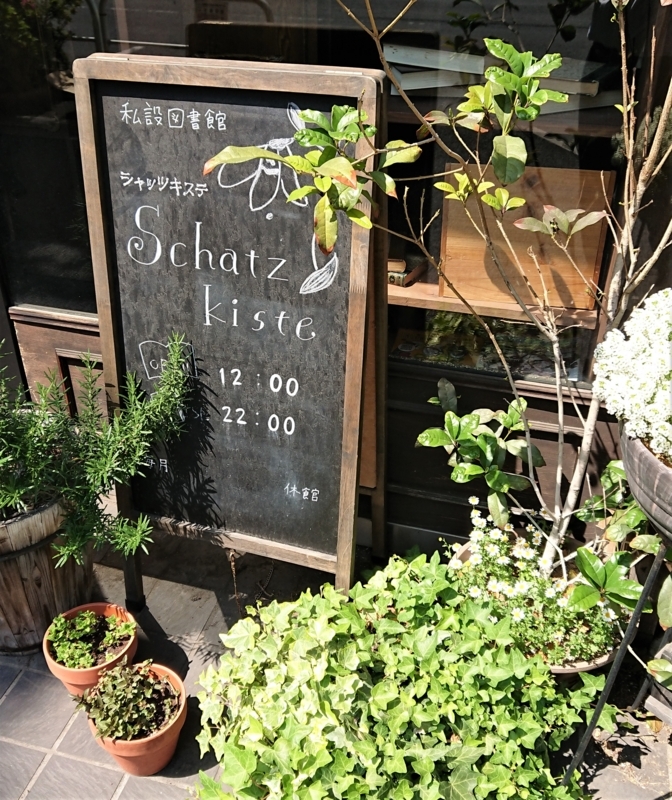 私設図書館
シャッツキステ
Schatz
kiste
OPEN 12:00
22:00
月
休館